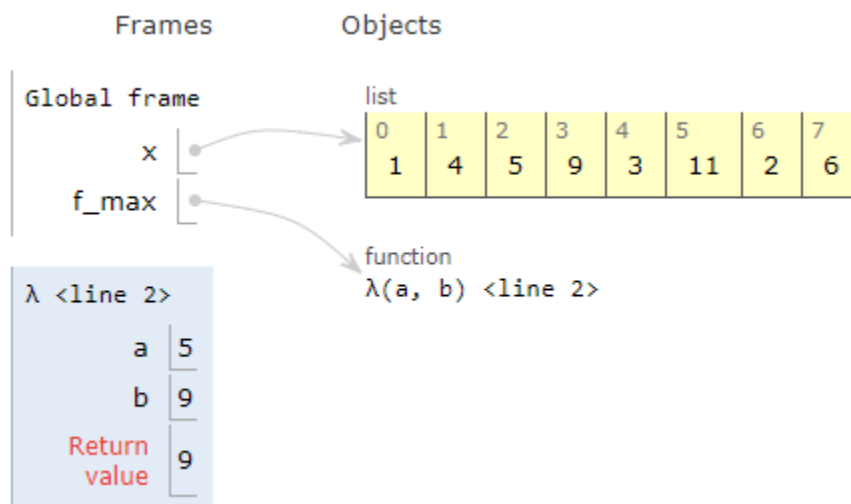 Frames Objects
Global frame
x
f_max
list
0 1 2 3 4 5 6 7
1 4 5 9 3 11 2 6
function
λ(a, b) <line 2>
λ <line 2>
a 5
b 9
Return
value 9